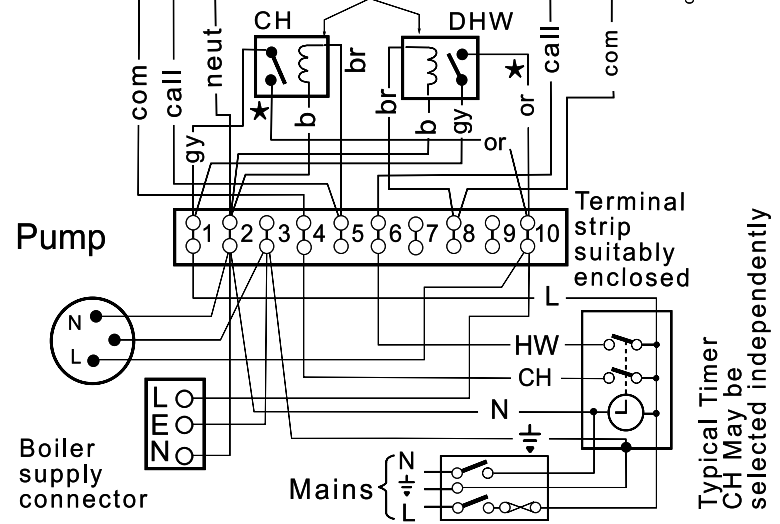 CH
DHW
com
call
neut
br
b
gy
★
br
b
gy
★
or
call
com
or
Pump
1 2 3 4 5 6 7 8 9 10
Terminal
strip
suitably
enclosed
N
L
L
HW
CH
N
L
E
N
Boiler
supply
connector
Mains
N
L
Typical Timer
CH May be
selected independently